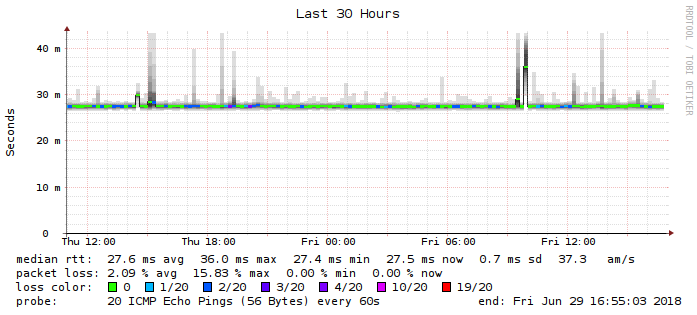 Last 30 Hours
RRDTOOL / TOBI OETIKER
Seconds
40 m
30 m
20 m
10 m
0
Thu 12:00 Thu 18:00 Fri 00:00 Fri 06:00 Fri 12:00
median rtt: 27.6 ms avg 36.0 ms max 27.4 ms min 27.5 ms now 0.7 ms sd 37.3 am/s
packet loss: 2.09 % avg 15.83 % max 0.00 % min 0.00 % now
loss color: 0 1/20 2/20 3/20 4/20 10/20 19/20
probe: 20 ICMP Echo Pings (56 Bytes) every 60s end: Fri Jun 29 16:55:03 2018